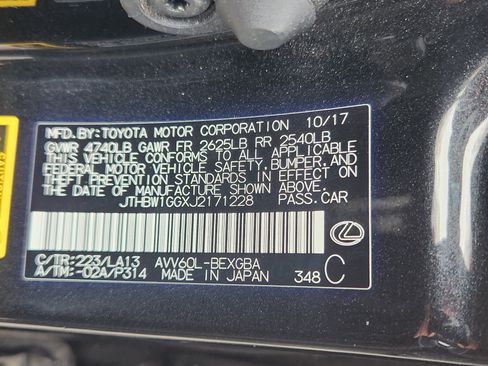 MFD.BY: TOYOTA MOTOR CORPORATION 10/17
GVWR 4740LB GAWR FR 2625LB RR 2540LB
THIS VEHICLE CONFORMS TO ALL APPLICABLE
FEDERAL MOTOR VEHICLE SAFETY, BUMPER, AND
THEFT PREVENTION STANDARDS IN EFFECT ON
THE DATE OF MANUFACTURE SHOWN ABOVE.
JTHBW1GGXJ2171228 PASS.CAR
C/TR: 223/LA13 AVV60L-BEXGBA
A/TM: -02A/P314 MADE IN JAPAN 348 C